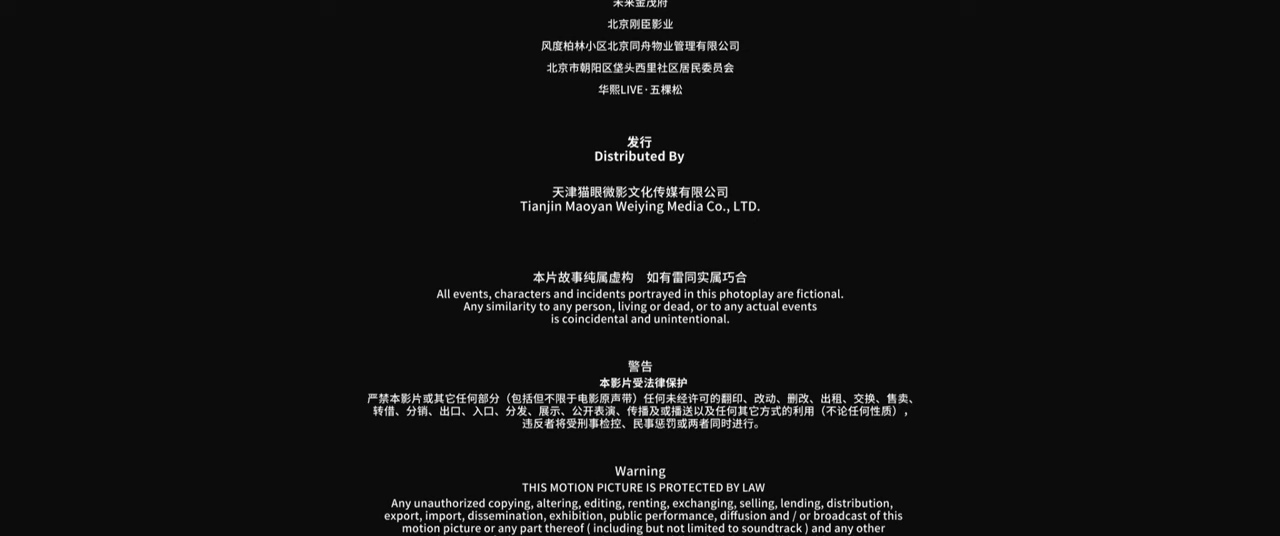 未来金茂府
北京刚臣影业
风度柏林小区北京同舟物业管理有限公司
北京市朝阳区垡头西里社区居民委员会
华熙LIVE·五棵松
发行
Distributed By
天津猫眼微影文化传媒有限公司
Tianjin Maoyan Weiying Media Co., LTD.
本片故事纯属虚构 如有雷同实属巧合
All events, characters and incidents portrayed in this photoplay are fictional.
Any similarity to any person, living or dead, or to any actual events
is coincidental and unintentional.
警告
本影片受法律保护
严禁本影片或其它任何部分（包括但不限于电影原声带）任何未经许可的翻印、改动、删改、出租、交换、售卖、
转借、分销、出口、入口、分发、展示、公开表演、传播及或播送以及任何其它方式的利用（不论任何性质），
违反者将受刑事检控、民事惩罚或两者同时进行。
Warning
THIS MOTION PICTURE IS PROTECTED BY LAW
Any unauthorized copying, altering, editing, renting, exchanging, selling, lending, distribution,
export, import, dissemination, exhibition, public performance, diffusion and / or broadcast of this
motion picture or any part thereof ( including but not limited to soundtrack ) and any other